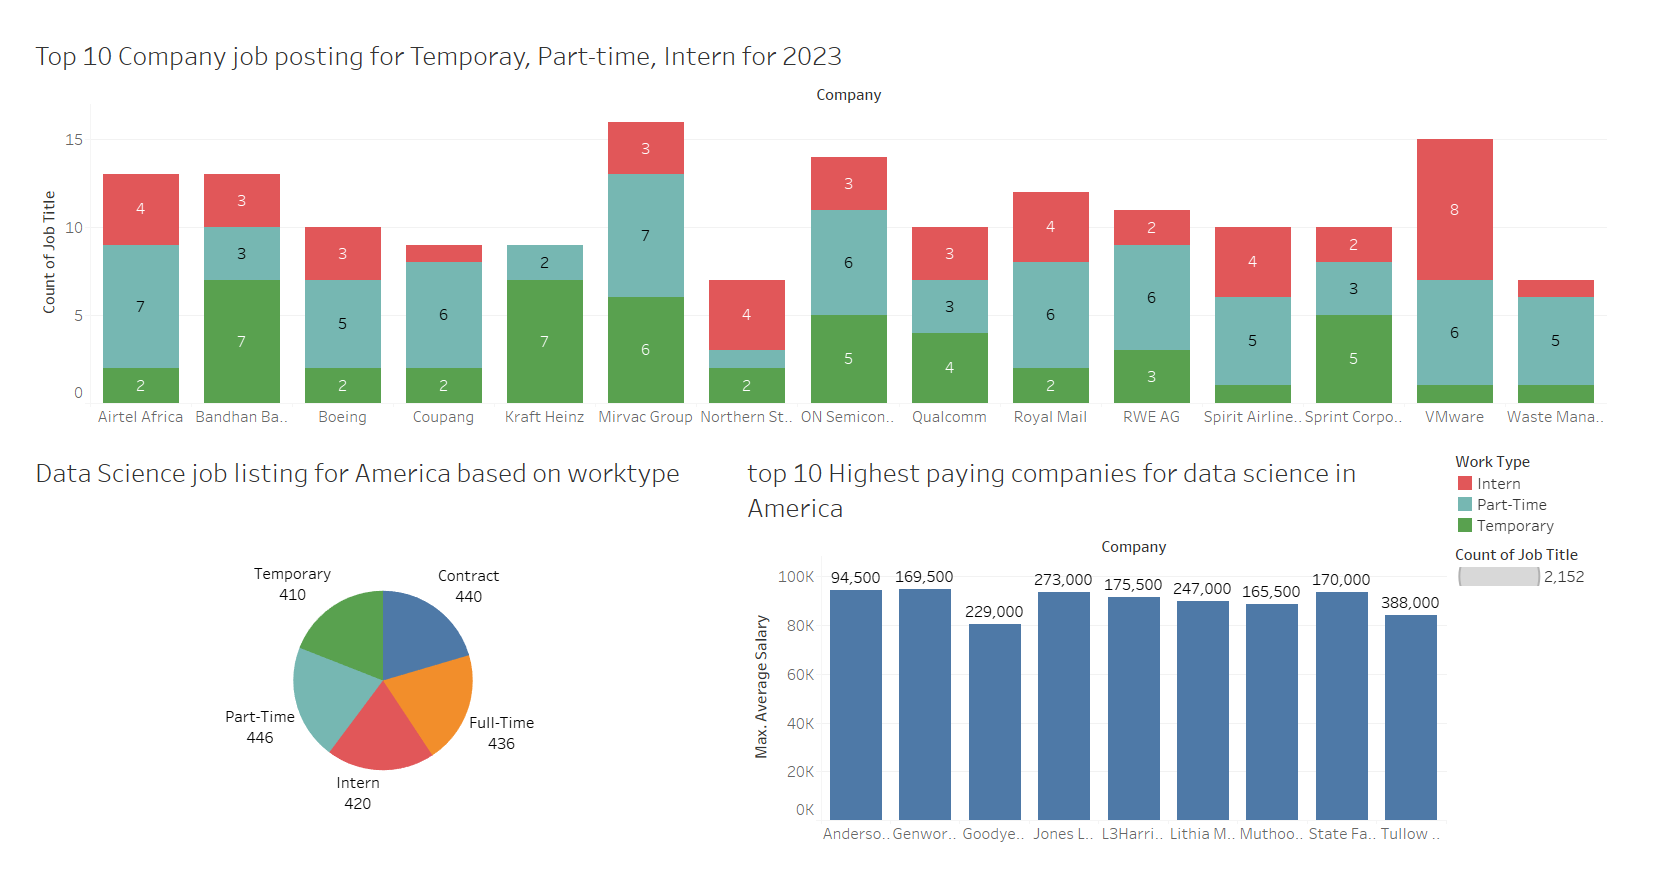 Top 10 Company job posting for Temporay, Part-time, Intern for 2023
Company
Count of Job Title
15
10
5
0
4
7
2
3
3
7
3
5
2
6
2
2
7
3
7
6
4
2
3
6
5
3
3
4
4
6
2
2
6
3
4
5
2
3
5
8
6
5
Airtel Africa
Bandhan Ba..
Boeing
Coupang
Kraft Heinz
Mirvac Group
Northern St..
ON Semicon..
Qualcomm
Royal Mail
RWE AG
Spirit Airline..
Sprint Corpo..
VMware
Waste Mana..
Data Science job listing for America based on worktype
Temporary
410
Contract
440
Part-Time
446
Full-Time
436
Intern
420
top 10 Highest paying companies for data science in
America
Company
Max. Average Salary
100K
80K
60K
40K
20K
0K
94,500
169,500
229,000
273,000
175,500
247,000
165,500
170,000
388,000
Anderso..
Genwor..
Goodye..
Jones L..
L3Harri..
Lithia M..
Muthoo..
State Fa..
Tullow ..
Work Type
Intern
Part-Time
Temporary
Count of Job Title
2,152